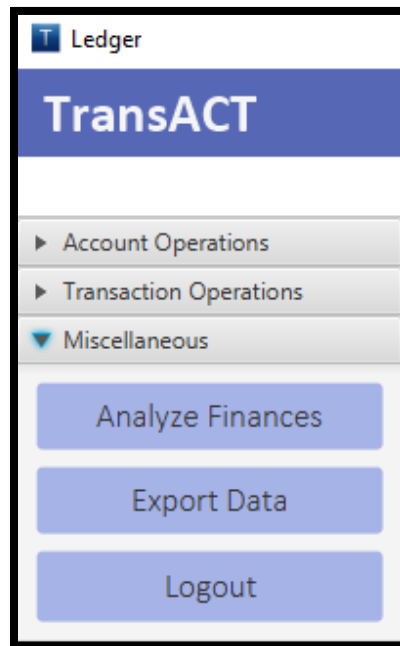 T Ledger
TransACT
Account Operations
Transaction Operations
Miscellaneous
Analyze Finances
Export Data
Logout